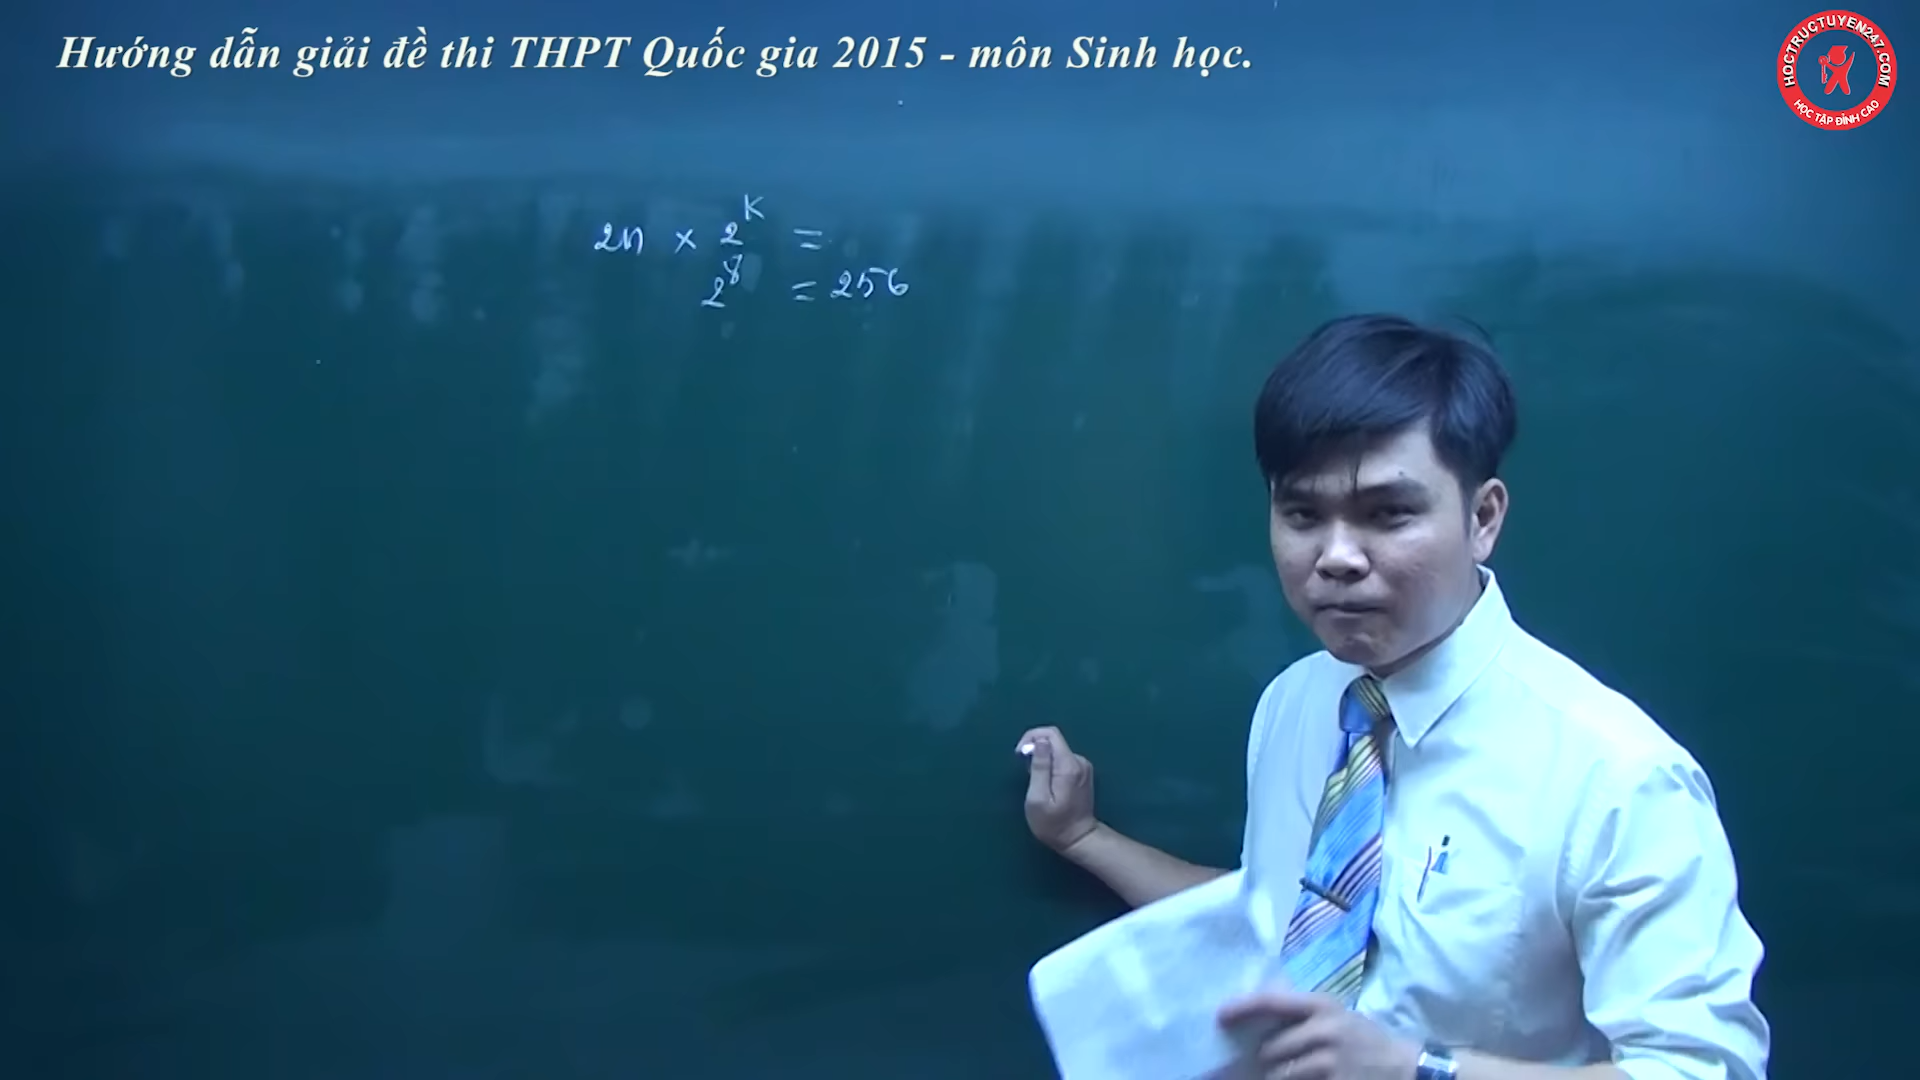 Hướng dẫn giải đề thi THPT Quốc gia 2015 - môn Sinh học.
HOCTRUCTUYEN247.COM
HỌC TẬP ĐỈNH CAO
2n × 2^K =
2^8 = 256